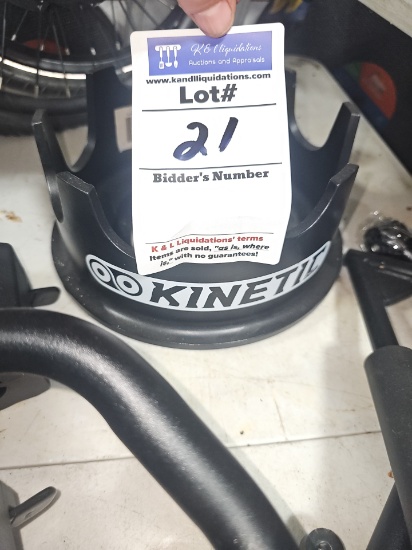 K & L Liquidations
Auctions and Appraisals
www.kandlliquidations.com
Lot#
21
Bidder's Number
K & L Liquidations' terms
Items are sold, "as is, where
is," with no guarantees!
KINETIC